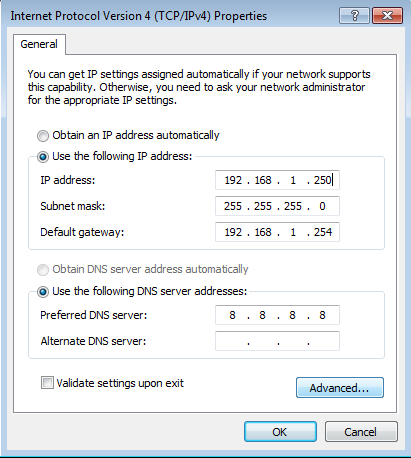 Internet Protocol Version 4 (TCP/IPv4) Properties
General
You can get IP settings assigned automatically if your network supports
this capability. Otherwise, you need to ask your network administrator
for the appropriate IP settings.
Obtain an IP address automatically
Use the following IP address:
IP address: 192 . 168 . 1 . 250
Subnet mask: 255 . 255 . 255 . 0
Default gateway: 192 . 168 . 1 . 254
Obtain DNS server address automatically
Use the following DNS server addresses:
Preferred DNS server: 8 . 8 . 8 . 8
Alternate DNS server: . . .
Validate settings upon exit
Advanced...
OK Cancel